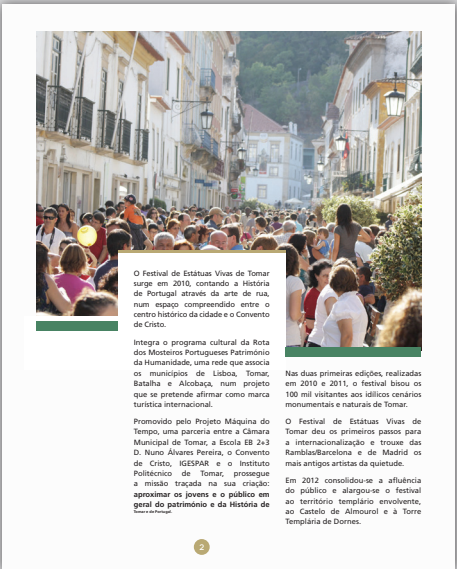 O Festival de Estátuas Vivas de Tomar
surge em 2010, contando a História
de Portugal através da arte de rua,
num espaço compreendido entre o
centro histórico da cidade e o Convento
de Cristo.
Integra o programa cultural da Rota
dos Mosteiros Portugueses Património
da Humanidade, uma rede que associa
os municípios de Lisboa, Tomar,
Batalha e Alcobaça, num projeto
que se pretende afirmar como marca
turística internacional.
Promovido pelo Projeto Máquina do
Tempo, uma parceria entre a Câmara
Municipal de Tomar, a Escola EB 2+3
D. Nuno Álvares Pereira, o Convento
de Cristo, IGESPAR e o Instituto
Politécnico de Tomar, prossegue
a missão traçada na sua criação:
aproximar os jovens e o público em
geral do património e da História de
Tomar e de Portugal.
Nas duas primeiras edições, realizadas
em 2010 e 2011, o festival bisou os
100 mil visitantes aos idílicos cenários
monumentais e naturais de Tomar.
O Festival de Estátuas Vivas de
Tomar deu os primeiros passos para
a internacionalização e trouxe das
Ramblas/Barcelona e de Madrid os
mais antigos artistas da quietude.
Em 2012 consolidou-se a afluência
do público e alargou-se o festival
ao território templário envolvente,
ao Castelo de Almourol e à Torre
Templária de Dornes.
2